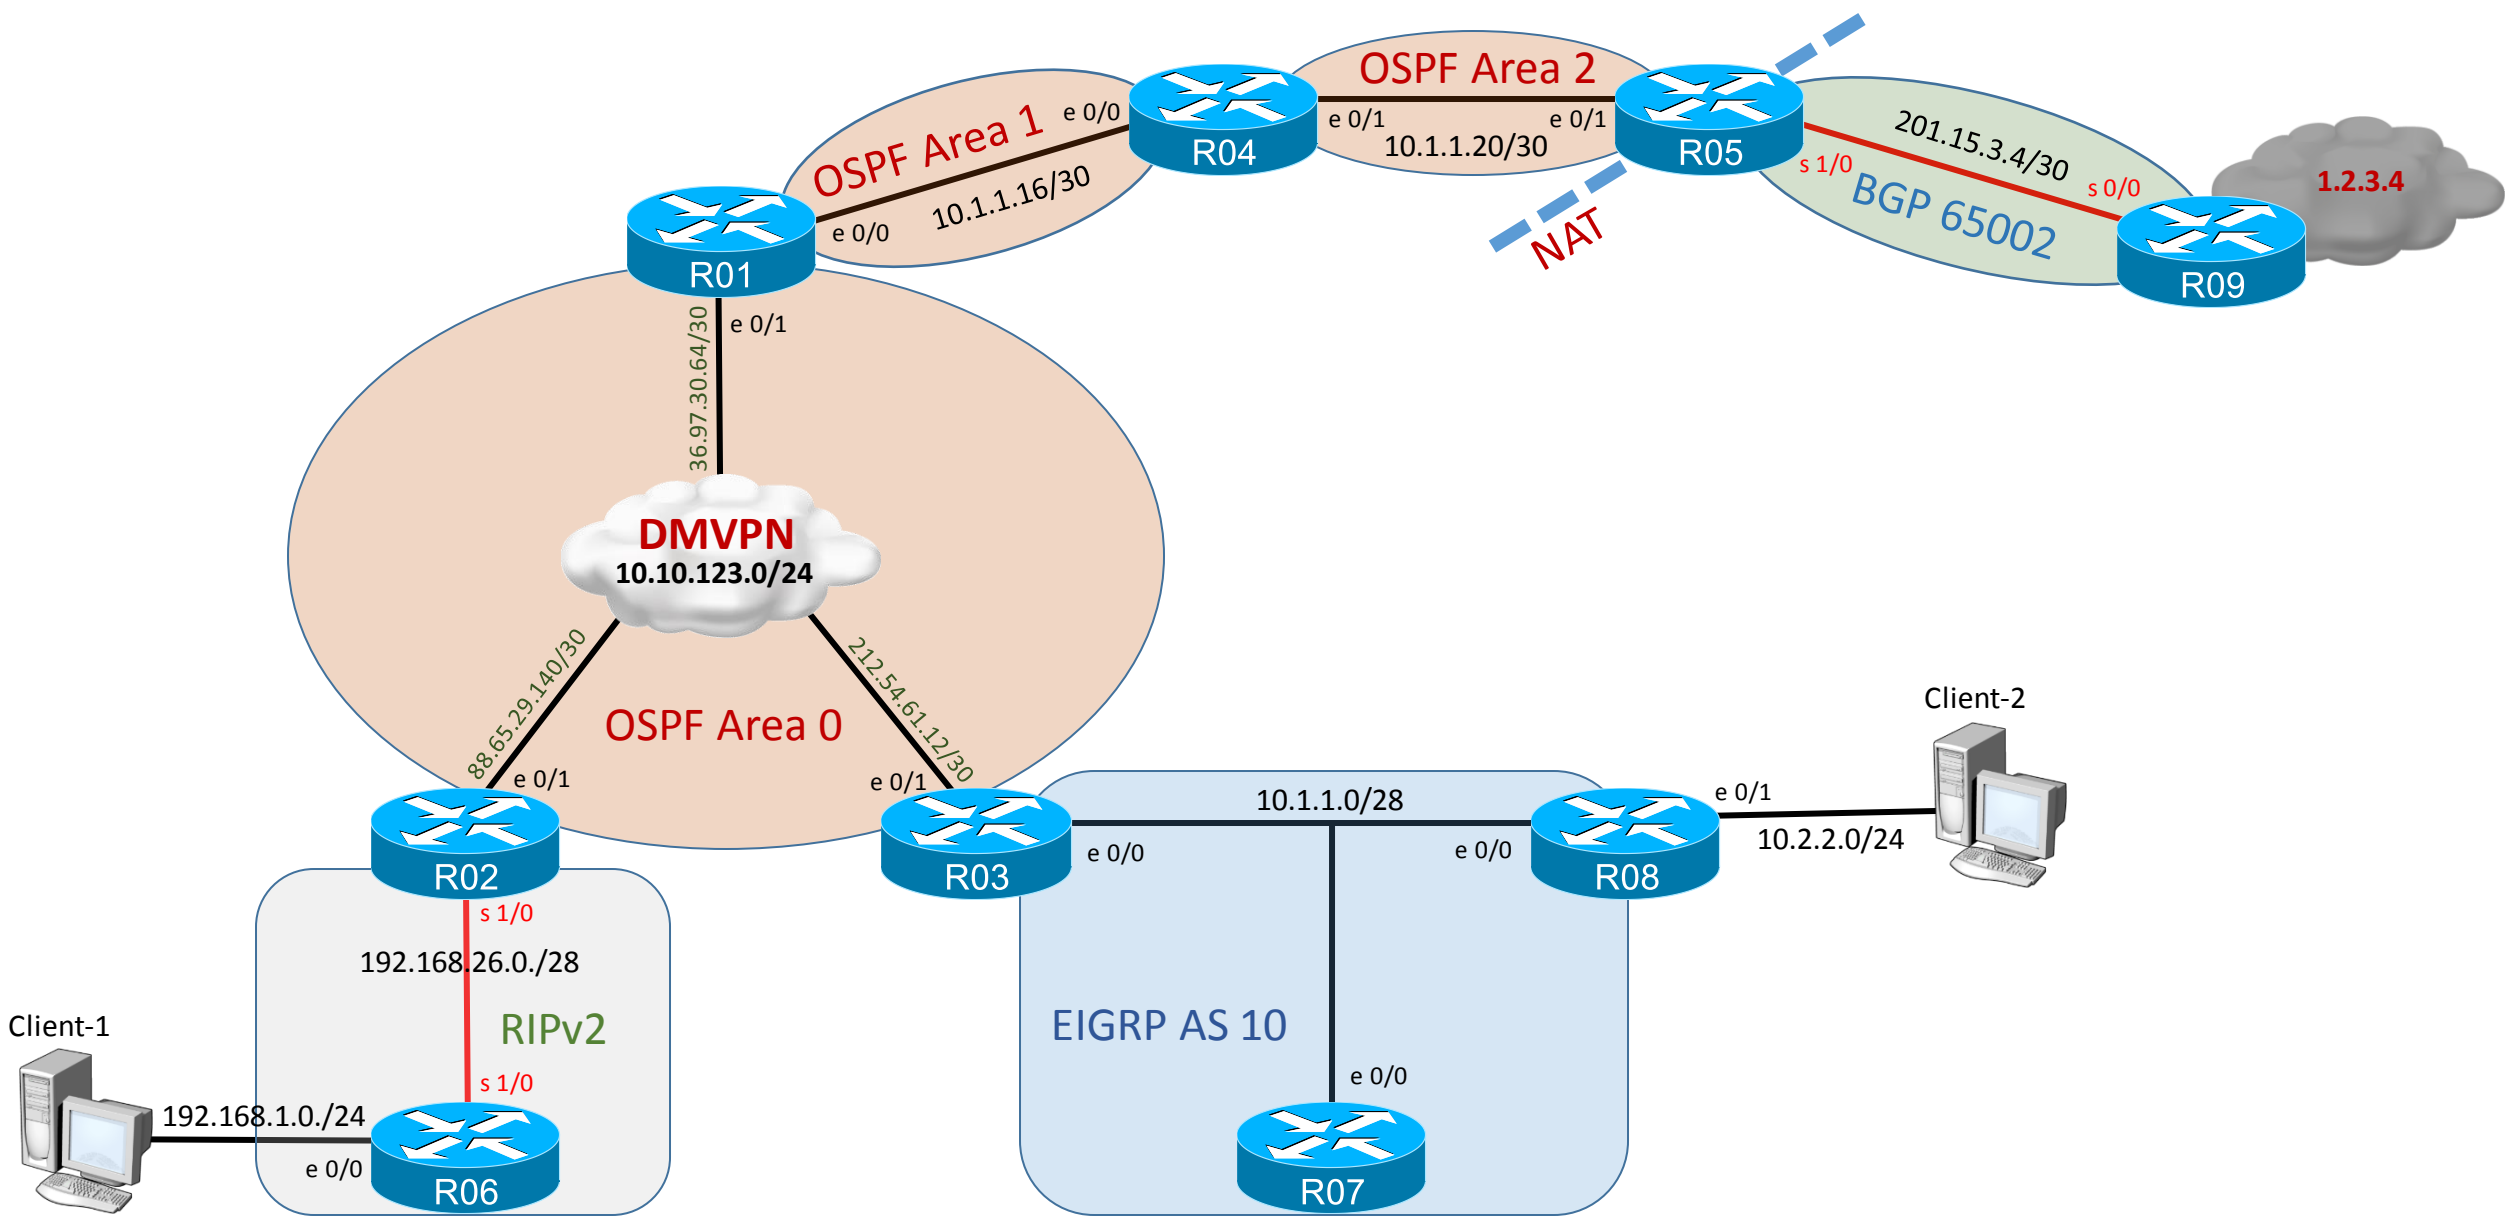 OSPF Area 1
e 0/0
10.1.1.16/30
e 0/0
R01
R04
OSPF Area 2
e 0/1
e 0/1
10.1.1.20/30
R05
NAT
s 1/0
201.15.3.4/30
s 0/0
BGP 65002
R09
1.2.3.4
e 0/1
36.97.30.64/30
DMVPN
10.10.123.0/24
88.65.29.140/30
212.54.61.12/30
OSPF Area 0
e 0/1
e 0/1
R02
R03
e 0/0
10.1.1.0/28
e 0/0
R08
e 0/1
10.2.2.0/24
Client-2
s 1/0
192.168.26.0./28
RIPv2
s 1/0
Client-1
192.168.1.0./24
e 0/0
R06
EIGRP AS 10
e 0/0
R07